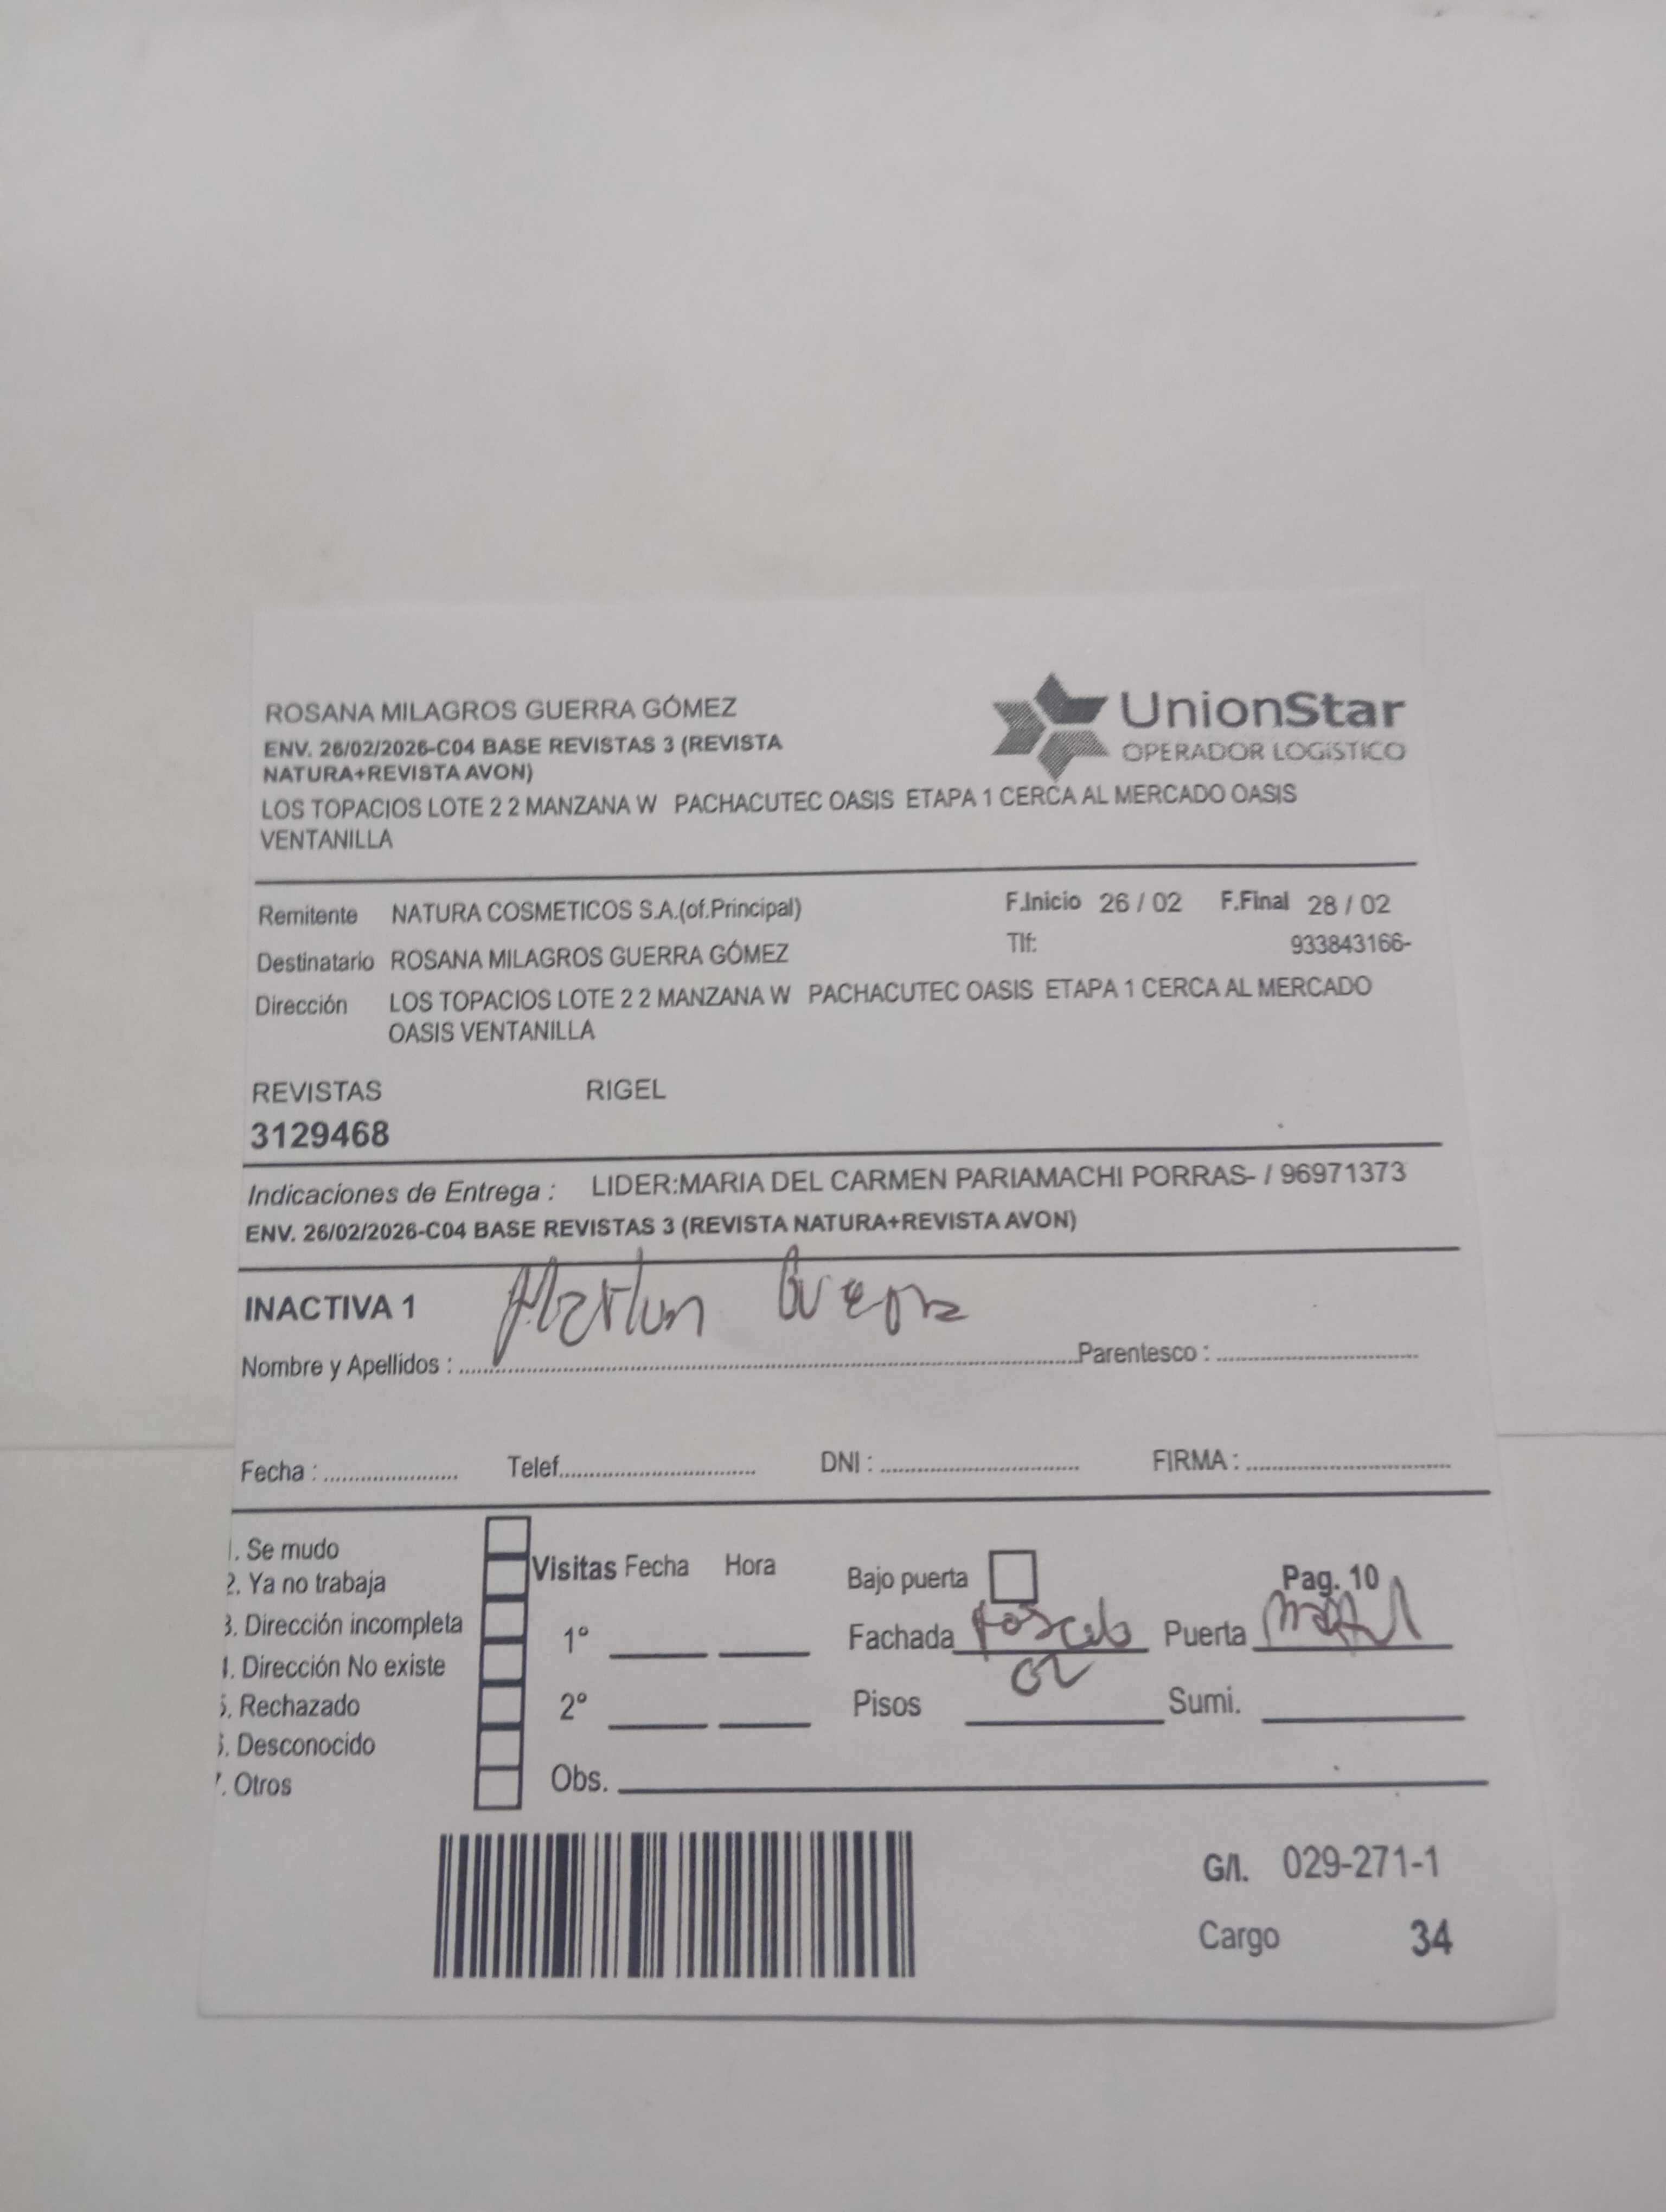 ROSANA MILAGROS GUERRA GÓMEZ
ENV. 26/02/2026-C04 BASE REVISTAS 3 (REVISTA
NATURA+REVISTA AVON)
UnionStar
OPERADOR LOGíSTICO
LOS TOPACIOS LOTE 2 2 MANZANA W PACHACUTEC OASIS ETAPA 1 CERCA AL MERCADO OASIS
VENTANILLA
Remitente NATURA COSMETICOS S.A.(of.Principal) F.Inicio 26 / 02 F.Final 28 / 02
Destinatario ROSANA MILAGROS GUERRA GÓMEZ Tlf: 933843166-
Dirección LOS TOPACIOS LOTE 2 2 MANZANA W PACHACUTEC OASIS ETAPA 1 CERCA AL MERCADO
OASIS VENTANILLA
REVISTAS RIGEL
3129468
Indicaciones de Entrega : LIDER:MARIA DEL CARMEN PARIAMACHI PORRAS- / 96971373
ENV. 26/02/2026-C04 BASE REVISTAS 3 (REVISTA NATURA+REVISTA AVON)
INACTIVA 1
Nombre y Apellidos : Parentesco :
Fecha : Telef. DNI : FIRMA :
. Se mudo
2. Ya no trabaja
3. Dirección incompleta
. Dirección No existe
5. Rechazado
. Desconocido
. Otros
Visitas Fecha Hora
1°
2°
Obs.
Bajo puerta Pag. 10
Fachada Puerta
Pisos 02 Sumi.
G/I. 029-271-1
Cargo 34